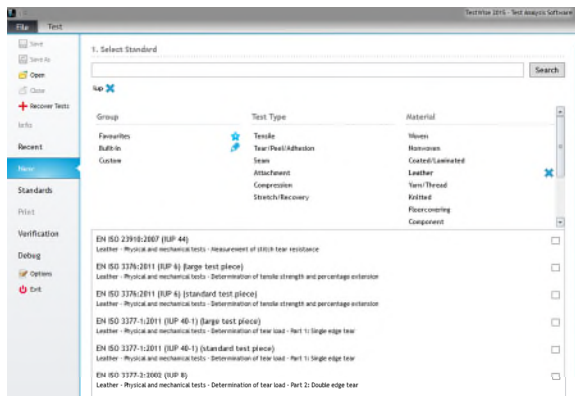 TestWise 2015 - Test Analysis Software
File Test
Save
Save As
Open
Close
Recover Tests
Info
Recent
New
Standards
Print
Verification
Debug
Options
Exit
1. Select Standard
Search
iup
Group Test Type Material
Favourites Tensile Woven
Built-in Tear/Peel/Adhesion Nonwoven
Custom Seam Coated/Laminated
Attachment Leather
Compression Yarn/Thread
Stretch/Recovery Knitted
Floorcovering
Component
EN ISO 23910:2007 (IUP 44)
Leather - Physical and mechanical tests - Measurement of stitch tear resistance
EN ISO 3376:2011 (IUP 6) (large test piece)
Leather - Physical and mechanical tests - Determination of tensile strength and percentage extension
EN ISO 3376:2011 (IUP 6) (standard test piece)
Leather - Physical and mechanical tests - Determination of tensile strength and percentage extension
EN ISO 3377-1:2011 (IUP 40-1) (large test piece)
Leather - Physical and mechanical tests - Determination of tear load - Part 1: Single edge tear
EN ISO 3377-1:2011 (IUP 40-1) (standard test piece)
Leather - Physical and mechanical tests - Determination of tear load - Part 1: Single edge tear
EN ISO 3377-2:2002 (IUP 8)
Leather - Physical and mechanical tests - Determination of tear load - Part 2: Double edge tear